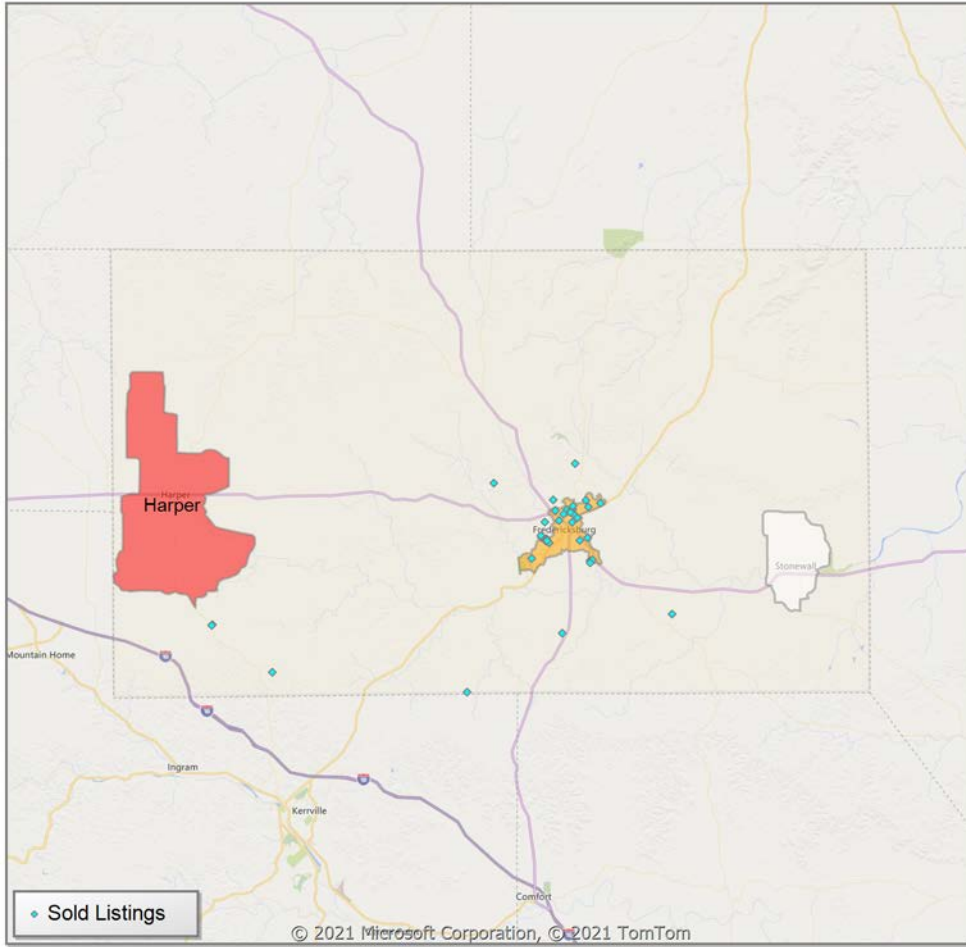 Harper
Harper
Fredericksburg
Stonewall
Mountain Home
Ingram
Kerrville
Comfort
Sold Listings
© 2021 Microsoft Corporation, © 2021 TomTom